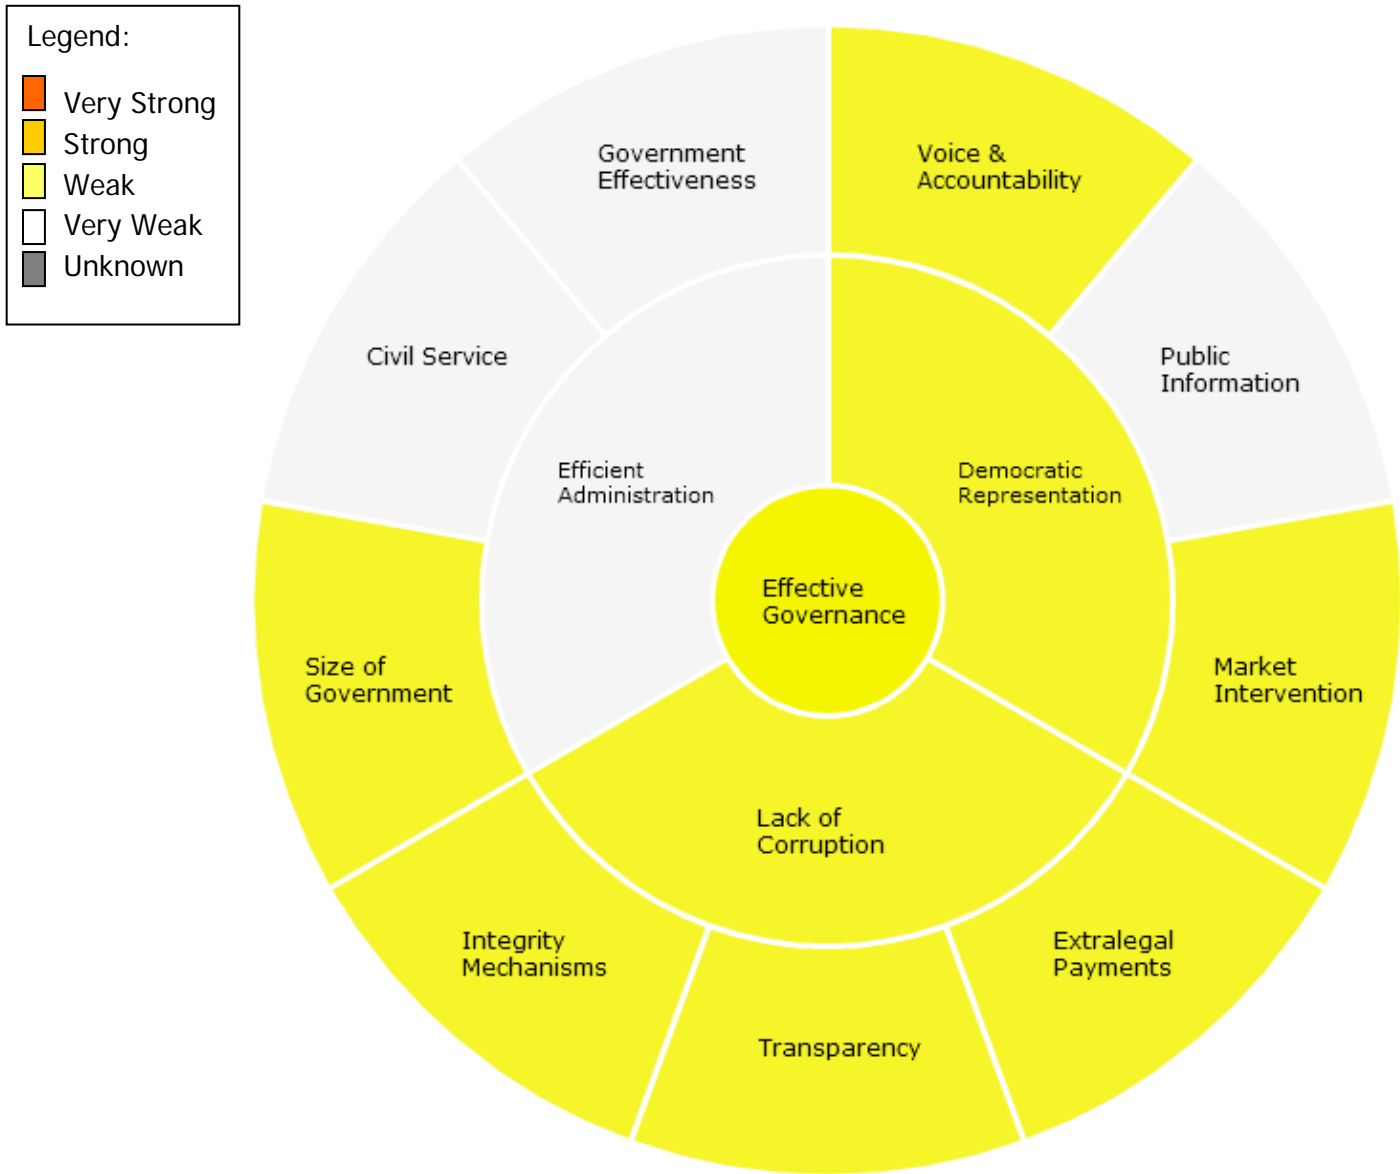 Legend:
Very Strong
Strong
Weak
Very Weak
Unknown
Government
Effectiveness
Voice &
Accountability
Civil Service
Public
Information
Efficient
Administration
Democratic
Representation
Effective
Governance
Size of
Government
Market
Intervention
Lack of
Corruption
Integrity
Mechanisms
Extralegal
Payments
Transparency